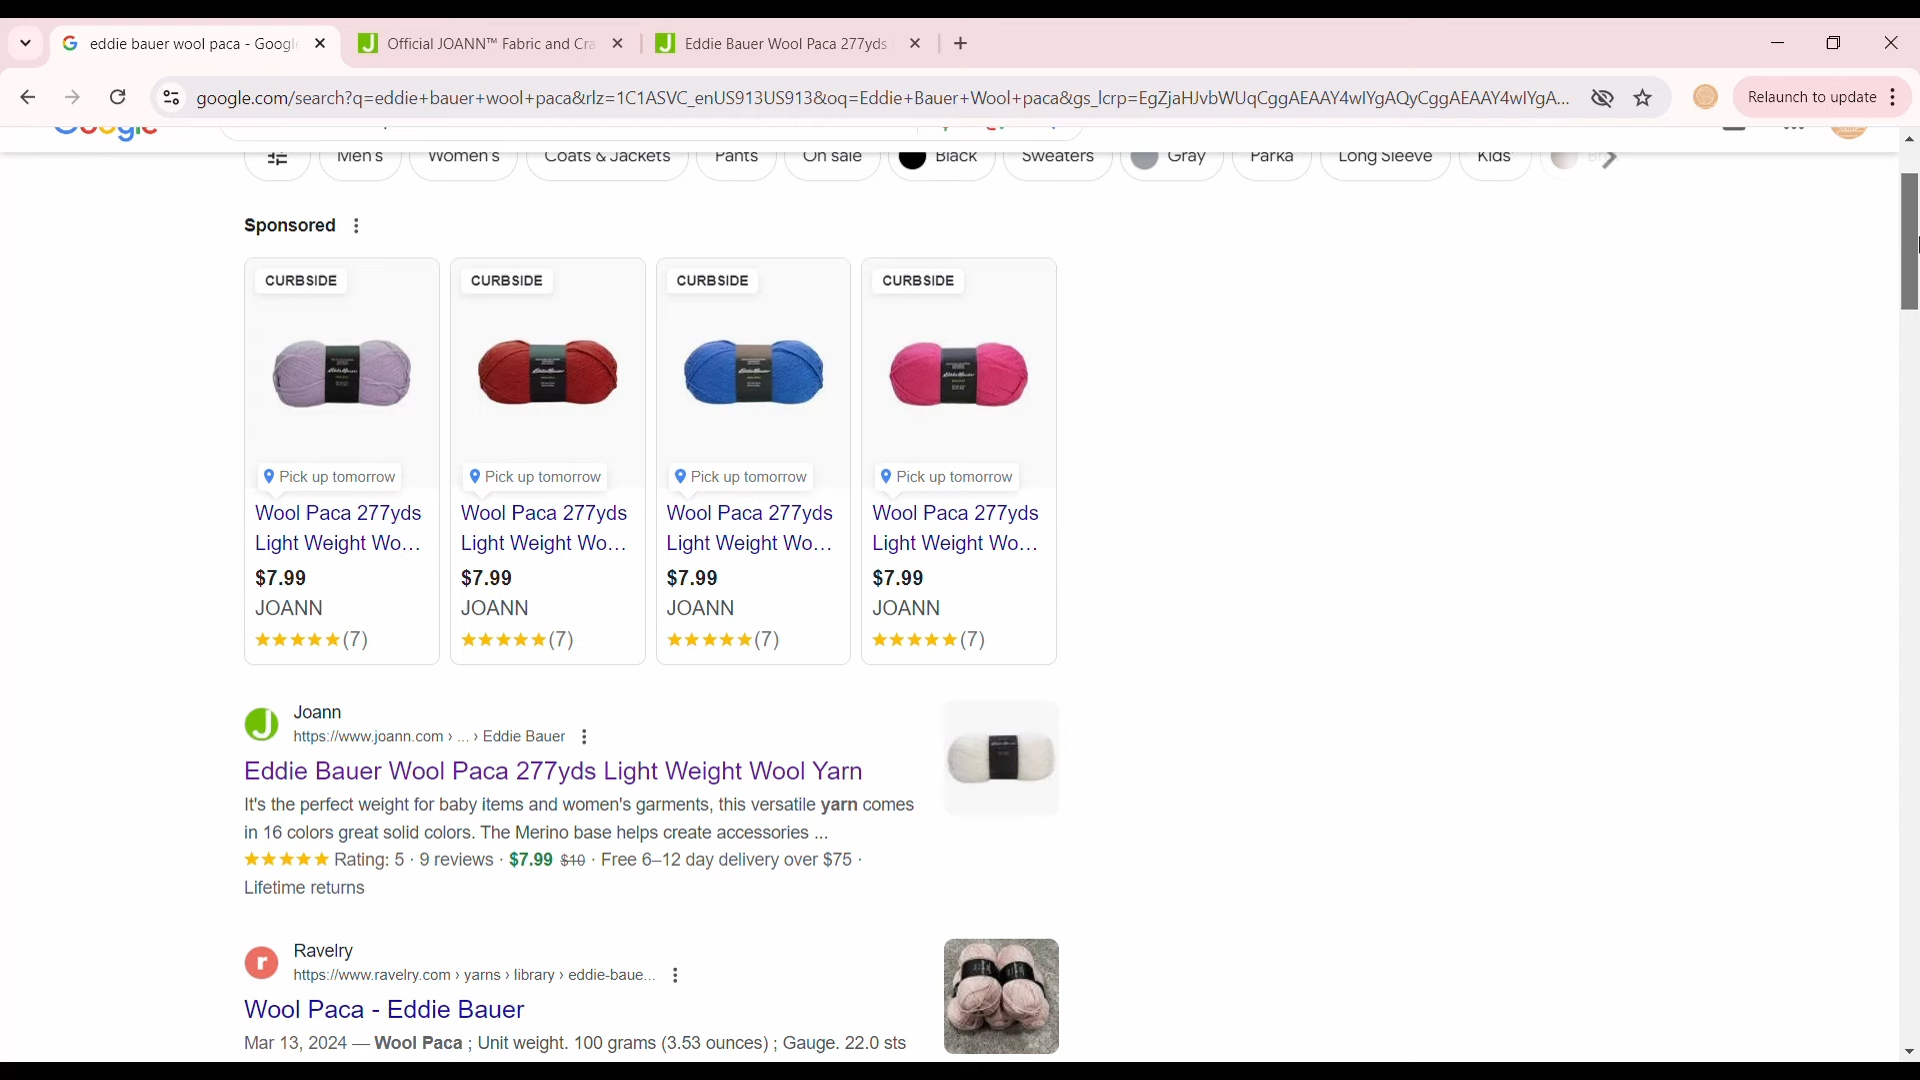 eddie bauer wool paca - Googl
Official JOANN™ Fabric and Cra
Eddie Bauer Wool Paca 277yds
google.com/search?q=eddie+bauer+wool+paca&rlz=1C1ASVC_enUS913US913&oq=Eddie+Bauer+Wool+paca&gs_lcrp=EgZjaHJvbWUqCggAEAAY4wIYgAQyCggAEAAY4wIYgA...
Relaunch to update
Google
Men's
Women's
Coats & Jackets
Pants
On sale
Black
Sweaters
Gray
Parka
Long Sleeve
Kids'
Sponsored
CURBSIDE CURBSIDE CURBSIDE CURBSIDE
Pick up tomorrow Pick up tomorrow Pick up tomorrow Pick up tomorrow
Wool Paca 277yds Wool Paca 277yds Wool Paca 277yds Wool Paca 277yds
Light Weight Wo... Light Weight Wo... Light Weight Wo... Light Weight Wo...
$7.99 $7.99 $7.99 $7.99
JOANN JOANN JOANN JOANN
(7) (7) (7) (7)
Joann
https://www.joann.com › ... › Eddie Bauer
Eddie Bauer Wool Paca 277yds Light Weight Wool Yarn
It's the perfect weight for baby items and women's garments, this versatile yarn comes
in 16 colors great solid colors. The Merino base helps create accessories ...
Rating: 5 · 9 reviews · $7.99 $10 · Free 6–12 day delivery over $75 ·
Lifetime returns
Ravelry
https://www.ravelry.com › yarns › library › eddie-baue...
Wool Paca - Eddie Bauer
Mar 13, 2024 — Wool Paca ; Unit weight. 100 grams (3.53 ounces) ; Gauge. 22.0 sts